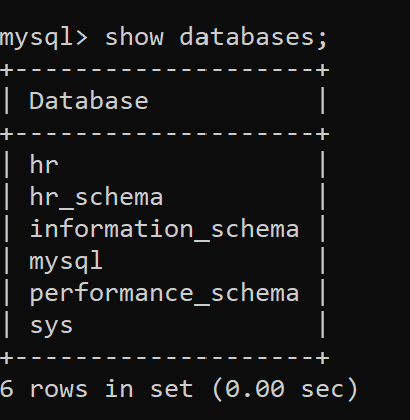 mysql> show databases;
+--------------------+
| Database           |
+--------------------+
| hr                 |
| hr_schema          |
| information_schema |
| mysql              |
| performance_schema |
| sys                |
+--------------------+
6 rows in set (0.00 sec)